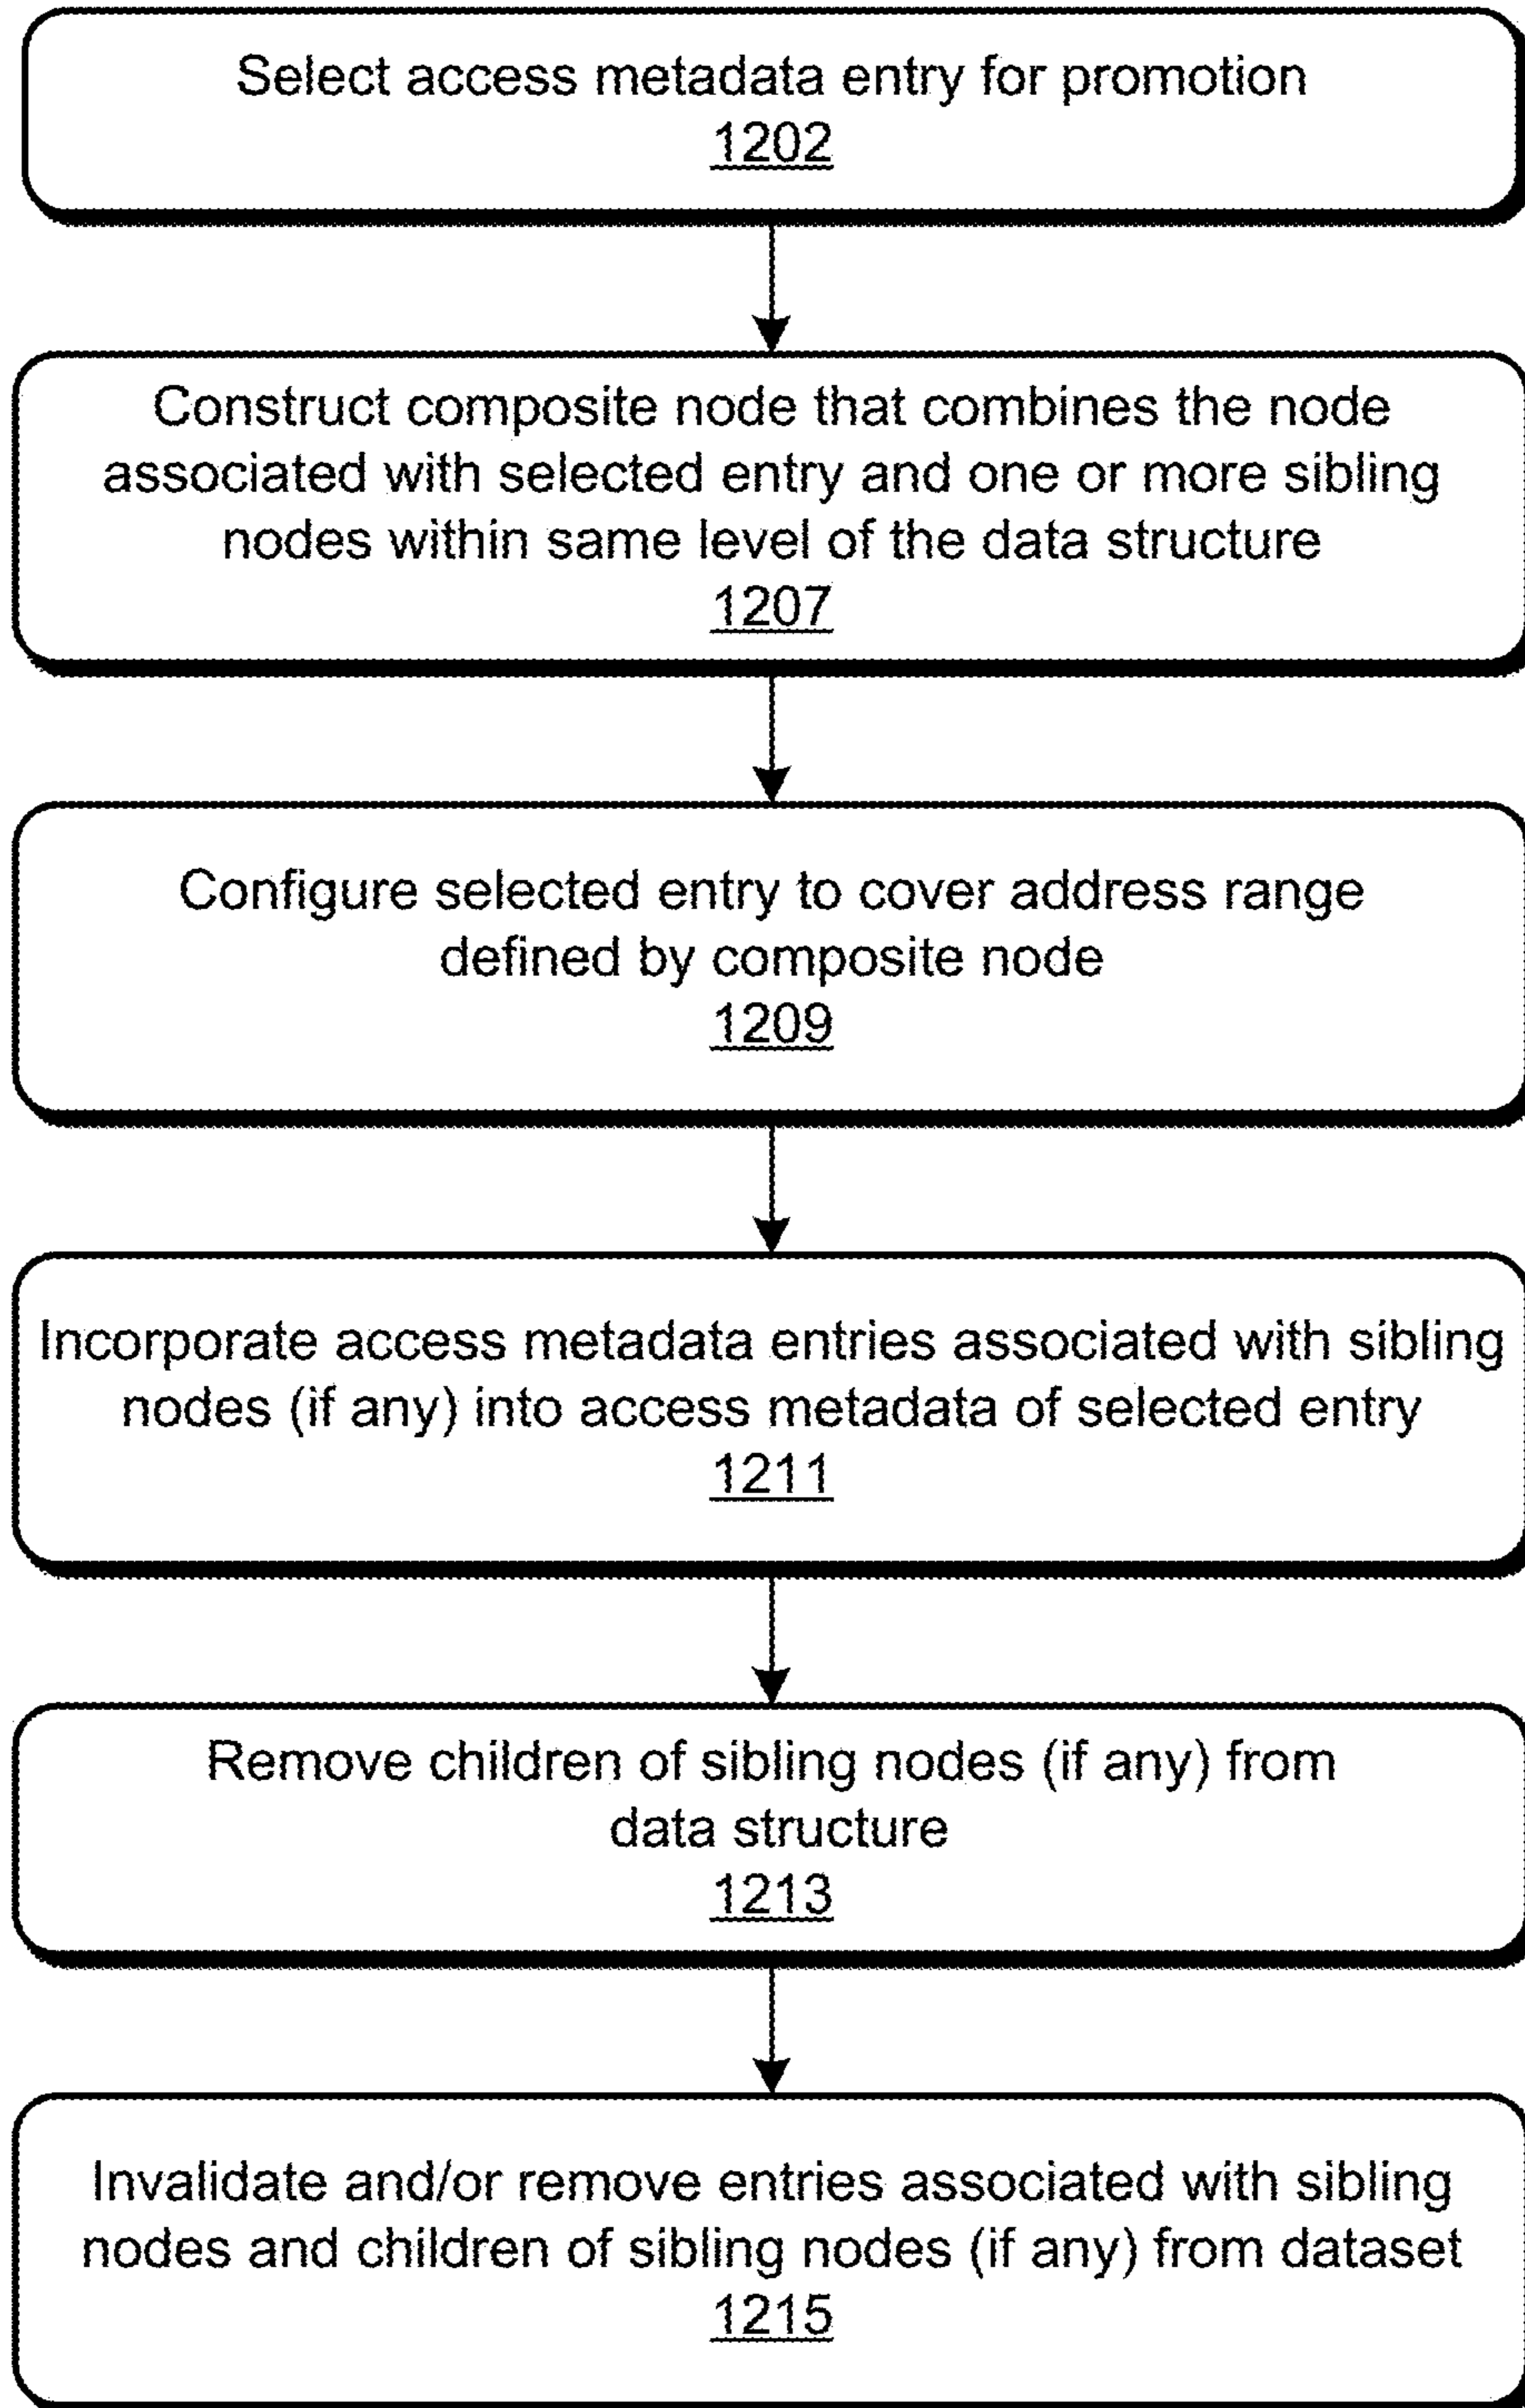 Select access metadata entry for promotion
1202
Construct composite node that combines the node
associated with selected entry and one or more sibling
nodes within same level of the data structure
1207
Configure selected entry to cover address range
defined by composite node
1209
Incorporate access metadata entries associated with sibling
nodes (if any) into access metadata of selected entry
1211
Remove children of sibling nodes (if any) from
data structure
1213
Invalidate and/or remove entries associated with sibling
nodes and children of sibling nodes (if any) from dataset
1215